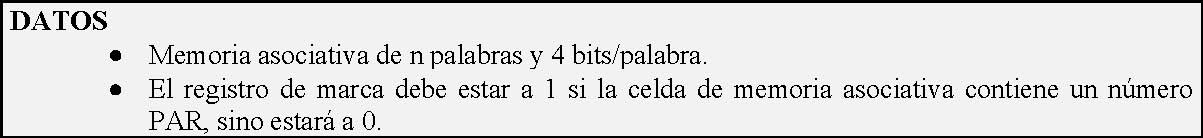 DATOS
● Memoria asociativa de n palabras y 4 bits/palabra.
● El registro de marca debe estar a 1 si la celda de memoria asociativa contiene un número
PAR, sino estará a 0.